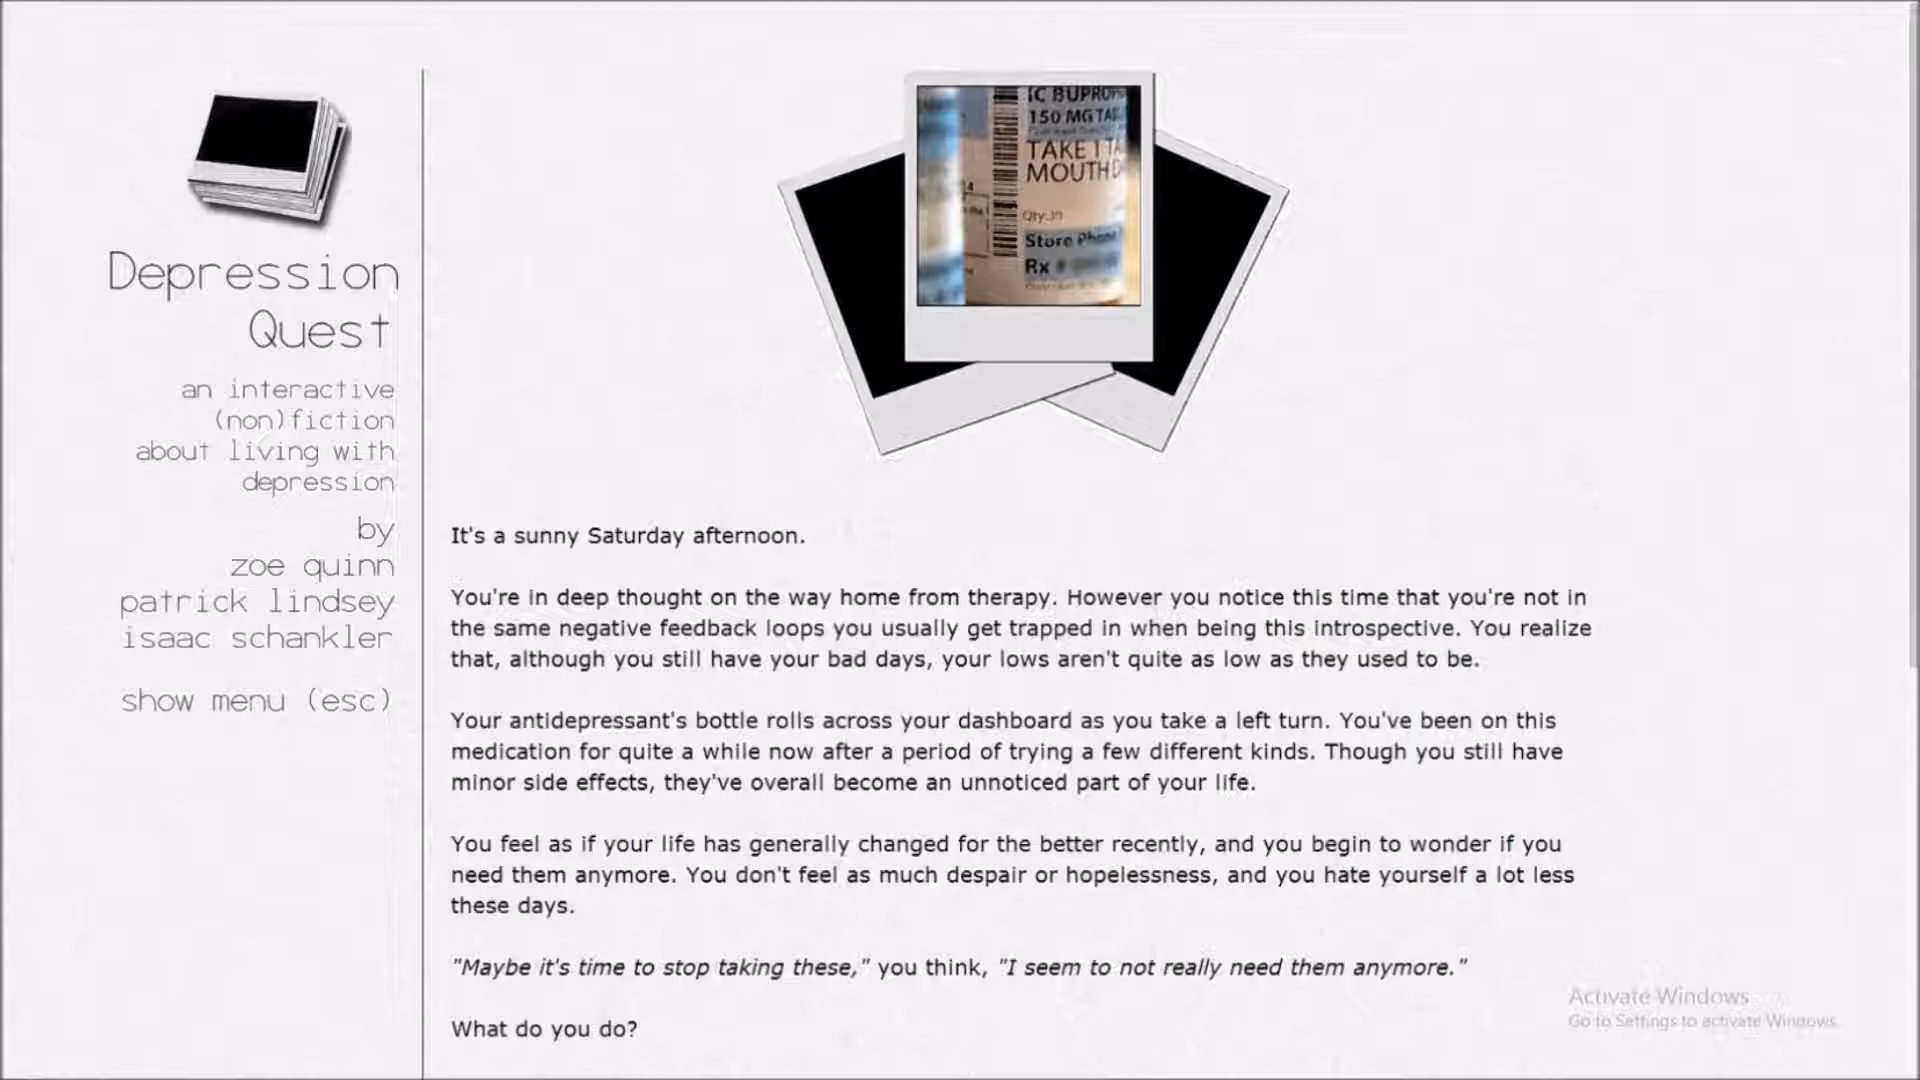 Depression
Quest
an interactive
(non)fiction
about living with
depression
by
zoe quinn
patrick lindsey
isaac schankler
show menu (esc)
150 MG
TAKE 1
MOUTH
Qty:30
Store Phone
Rx #
It's a sunny Saturday afternoon.
You're in deep thought on the way home from therapy. However you notice this time that you're not in
the same negative feedback loops you usually get trapped in when being this introspective. You realize
that, although you still have your bad days, your lows aren't quite as low as they used to be.
Your antidepressant's bottle rolls across your dashboard as you take a left turn. You've been on this
medication for quite a while now after a period of trying a few different kinds. Though you still have
minor side effects, they've overall become an unnoticed part of your life.
You feel as if your life has generally changed for the better recently, and you begin to wonder if you
need them anymore. You don't feel as much despair or hopelessness, and you hate yourself a lot less
these days.
"Maybe it's time to stop taking these," you think, "I seem to not really need them anymore."
What do you do?
Activate Windows
Go to Settings to activate Windows.